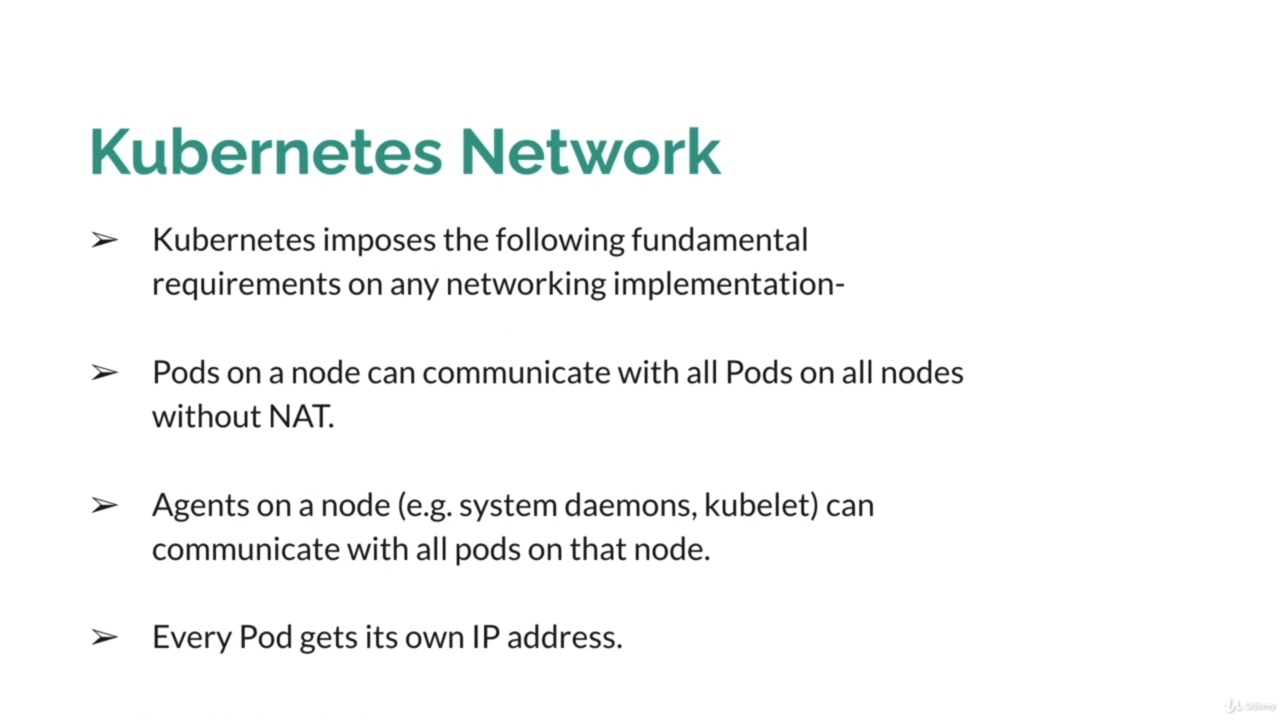 Kubernetes Network
➢ Kubernetes imposes the following fundamental
requirements on any networking implementation-
➢ Pods on a node can communicate with all Pods on all nodes
without NAT.
➢ Agents on a node (e.g. system daemons, kubelet) can
communicate with all pods on that node.
➢ Every Pod gets its own IP address.
Udemy